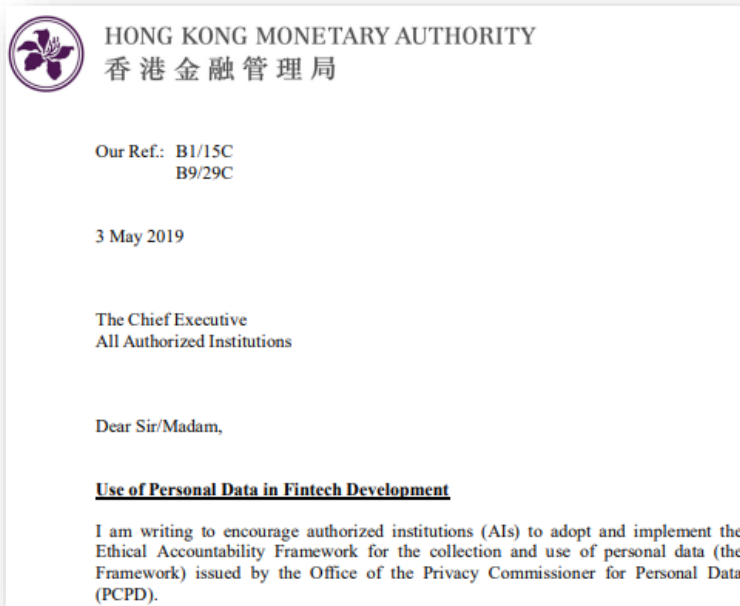 HONG KONG MONETARY AUTHORITY
香港金融管理局
Our Ref.: B1/15C
B9/29C
3 May 2019
The Chief Executive
All Authorized Institutions
Dear Sir/Madam,
Use of Personal Data in Fintech Development
I am writing to encourage authorized institutions (AIs) to adopt and implement the
Ethical Accountability Framework for the collection and use of personal data (the
Framework) issued by the Office of the Privacy Commissioner for Personal Data
(PCPD).